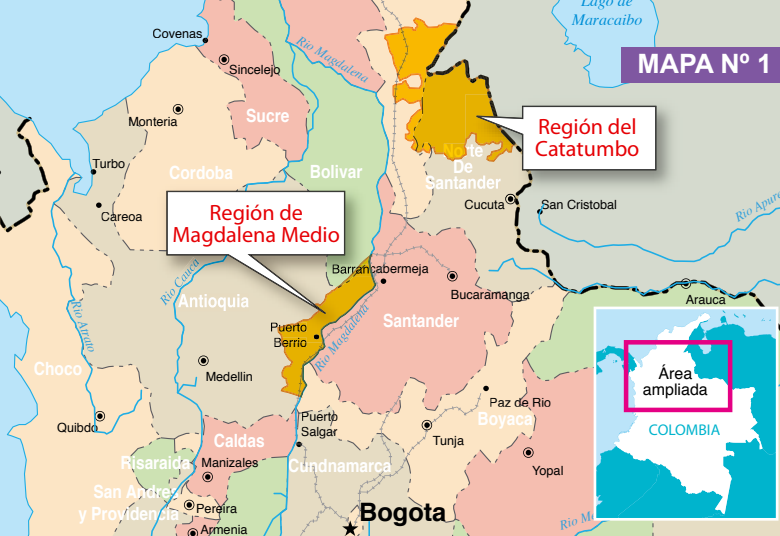 Lago de
Maracaibo
MAPA Nº 1
Covenas
Sincelejo
Rio Magdalena
Monteria
Sucre
Región del
Catatumbo
Turbo
Cordoba
Bolivar
Norte
De
Santander
Careoa
Cucuta
San Cristobal
Rio Apure
Región de
Magdalena Medio
Barrancabermeja
Rio Cauca
Antioquia
Bucaramanga
Arauca
Rio Atrato
Puerto
Berrio
Rio Magdalena
Santander
Choco
Medellin
Área
ampliada
COLOMBIA
Paz de Rio
Boyaca
Quibdo
Puerto
Salgar
Caldas
Tunja
Risaralda
Manizales
Cundnamarca
Yopal
San Andres
y Providencia
Pereira
Armenia
Bogota